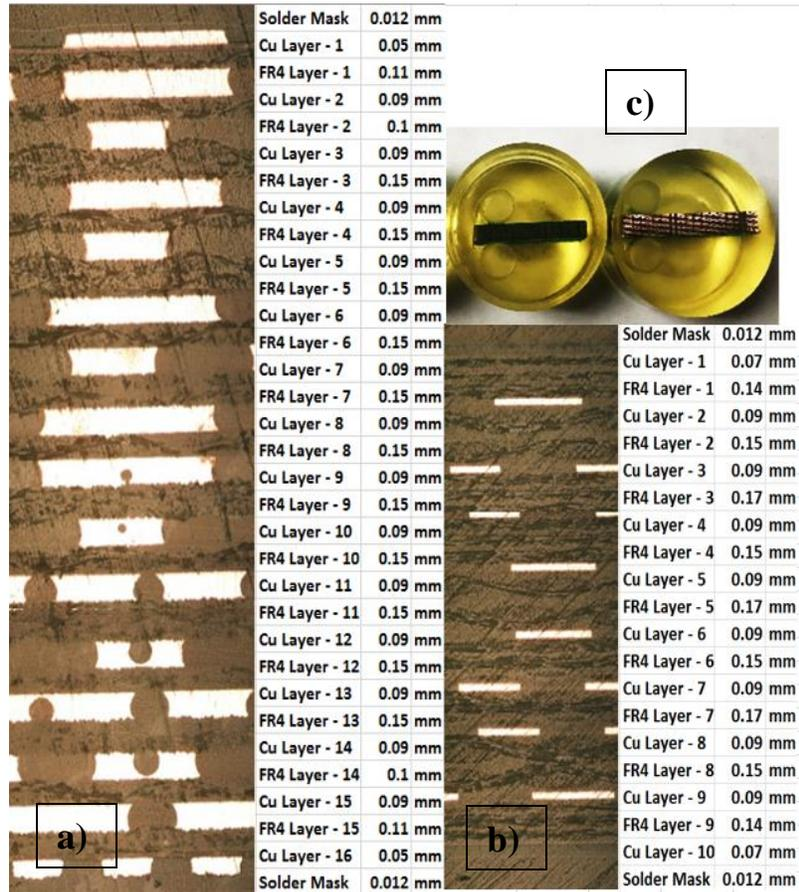 Solder Mask 0.012 mm
Cu Layer - 1 0.05 mm
FR4 Layer - 1 0.11 mm
Cu Layer - 2 0.09 mm
FR4 Layer - 2 0.1 mm
Cu Layer - 3 0.09 mm
FR4 Layer - 3 0.15 mm
Cu Layer - 4 0.09 mm
FR4 Layer - 4 0.15 mm
Cu Layer - 5 0.09 mm
FR4 Layer - 5 0.15 mm
Cu Layer - 6 0.09 mm
FR4 Layer - 6 0.15 mm
Cu Layer - 7 0.09 mm
FR4 Layer - 7 0.15 mm
Cu Layer - 8 0.09 mm
FR4 Layer - 8 0.15 mm
Cu Layer - 9 0.09 mm
FR4 Layer - 9 0.15 mm
Cu Layer - 10 0.09 mm
FR4 Layer - 10 0.15 mm
Cu Layer - 11 0.09 mm
FR4 Layer - 11 0.15 mm
Cu Layer - 12 0.09 mm
FR4 Layer - 12 0.15 mm
Cu Layer - 13 0.09 mm
FR4 Layer - 13 0.15 mm
Cu Layer - 14 0.09 mm
FR4 Layer - 14 0.1 mm
Cu Layer - 15 0.09 mm
FR4 Layer - 15 0.11 mm
Cu Layer - 16 0.05 mm
Solder Mask 0.012 mm
a)
c)
Solder Mask 0.012 mm
Cu Layer - 1 0.07 mm
FR4 Layer - 1 0.14 mm
Cu Layer - 2 0.09 mm
FR4 Layer - 2 0.15 mm
Cu Layer - 3 0.09 mm
FR4 Layer - 3 0.17 mm
Cu Layer - 4 0.09 mm
FR4 Layer - 4 0.15 mm
Cu Layer - 5 0.09 mm
FR4 Layer - 5 0.17 mm
Cu Layer - 6 0.09 mm
FR4 Layer - 6 0.15 mm
Cu Layer - 7 0.09 mm
FR4 Layer - 7 0.17 mm
Cu Layer - 8 0.09 mm
FR4 Layer - 8 0.15 mm
Cu Layer - 9 0.09 mm
FR4 Layer - 9 0.14 mm
Cu Layer - 10 0.07 mm
Solder Mask 0.012 mm
b)